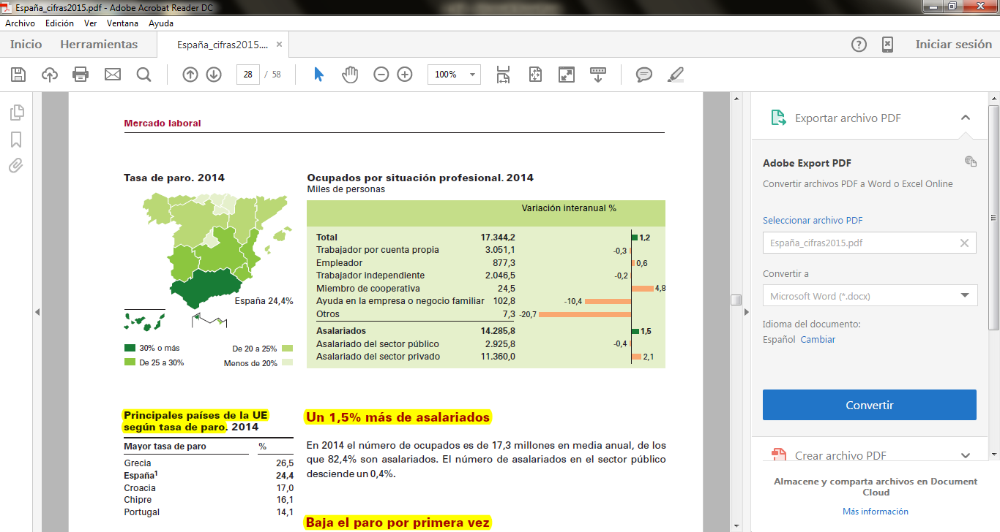 España_cifras2015.pdf - Adobe Acrobat Reader DC
Archivo Edición Ver Ventana Ayuda
Inicio Herramientas España_cifras2015.... × Iniciar sesión
28 / 58 100%
Mercado laboral
Tasa de paro. 2014
España 24,4%
30% o más De 20 a 25%
De 25 a 30% Menos de 20%
Ocupados por situación profesional. 2014
Miles de personas
Variación interanual %
Total 17.344,2 1,2
Trabajador por cuenta propia 3.051,1 -0,3
Empleador 877,3 0,6
Trabajador independiente 2.046,5 -0,2
Miembro de cooperativa 24,5 4,8
Ayuda en la empresa o negocio familiar 102,8 -10,4
Otros 7,3 -20,7
Asalariados 14.285,8 1,5
Asalariado del sector público 2.925,8 -0,4
Asalariado del sector privado 11.360,0 2,1
Principales países de la UE
según tasa de paro. 2014
Mayor tasa de paro %
Grecia 26,5
España¹ 24,4
Croacia 17,0
Chipre 16,1
Portugal 14,1
Un 1,5% más de asalariados
En 2014 el número de ocupados es de 17,3 millones en media anual, de los
que 82,4% son asalariados. El número de asalariados en el sector público
desciende un 0,4%.
Baja el paro por primera vez
Exportar archivo PDF
Adobe Export PDF
Convertir archivos PDF a Word o Excel Online
Seleccionar archivo PDF
España_cifras2015.pdf
Convertir a
Microsoft Word (*.docx)
Idioma del documento:
Español Cambiar
Convertir
Crear archivo PDF
Almacene y comparta archivos en Document
Cloud
Más información